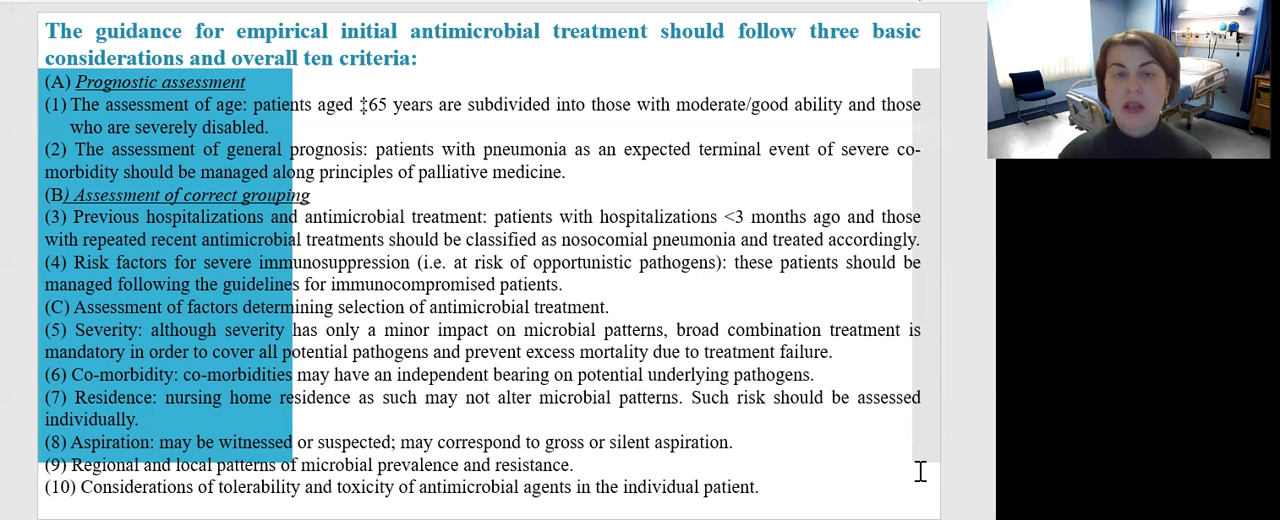 The guidance for empirical initial antimicrobial treatment should follow three basic
considerations and overall ten criteria:
(A) Prognostic assessment
(1) The assessment of age: patients aged ‡65 years are subdivided into those with moderate/good ability and those
who are severely disabled.
(2) The assessment of general prognosis: patients with pneumonia as an expected terminal event of severe co-
morbidity should be managed along principles of palliative medicine.
(B) Assessment of correct grouping
(3) Previous hospitalizations and antimicrobial treatment: patients with hospitalizations <3 months ago and those
with repeated recent antimicrobial treatments should be classified as nosocomial pneumonia and treated accordingly.
(4) Risk factors for severe immunosuppression (i.e. at risk of opportunistic pathogens): these patients should be
managed following the guidelines for immunocompromised patients.
(C) Assessment of factors determining selection of antimicrobial treatment.
(5) Severity: although severity has only a minor impact on microbial patterns, broad combination treatment is
mandatory in order to cover all potential pathogens and prevent excess mortality due to treatment failure.
(6) Co-morbidity: co-morbidities may have an independent bearing on potential underlying pathogens.
(7) Residence: nursing home residence as such may not alter microbial patterns. Such risk should be assessed
individually.
(8) Aspiration: may be witnessed or suspected; may correspond to gross or silent aspiration.
(9) Regional and local patterns of microbial prevalence and resistance.
(10) Considerations of tolerability and toxicity of antimicrobial agents in the individual patient.